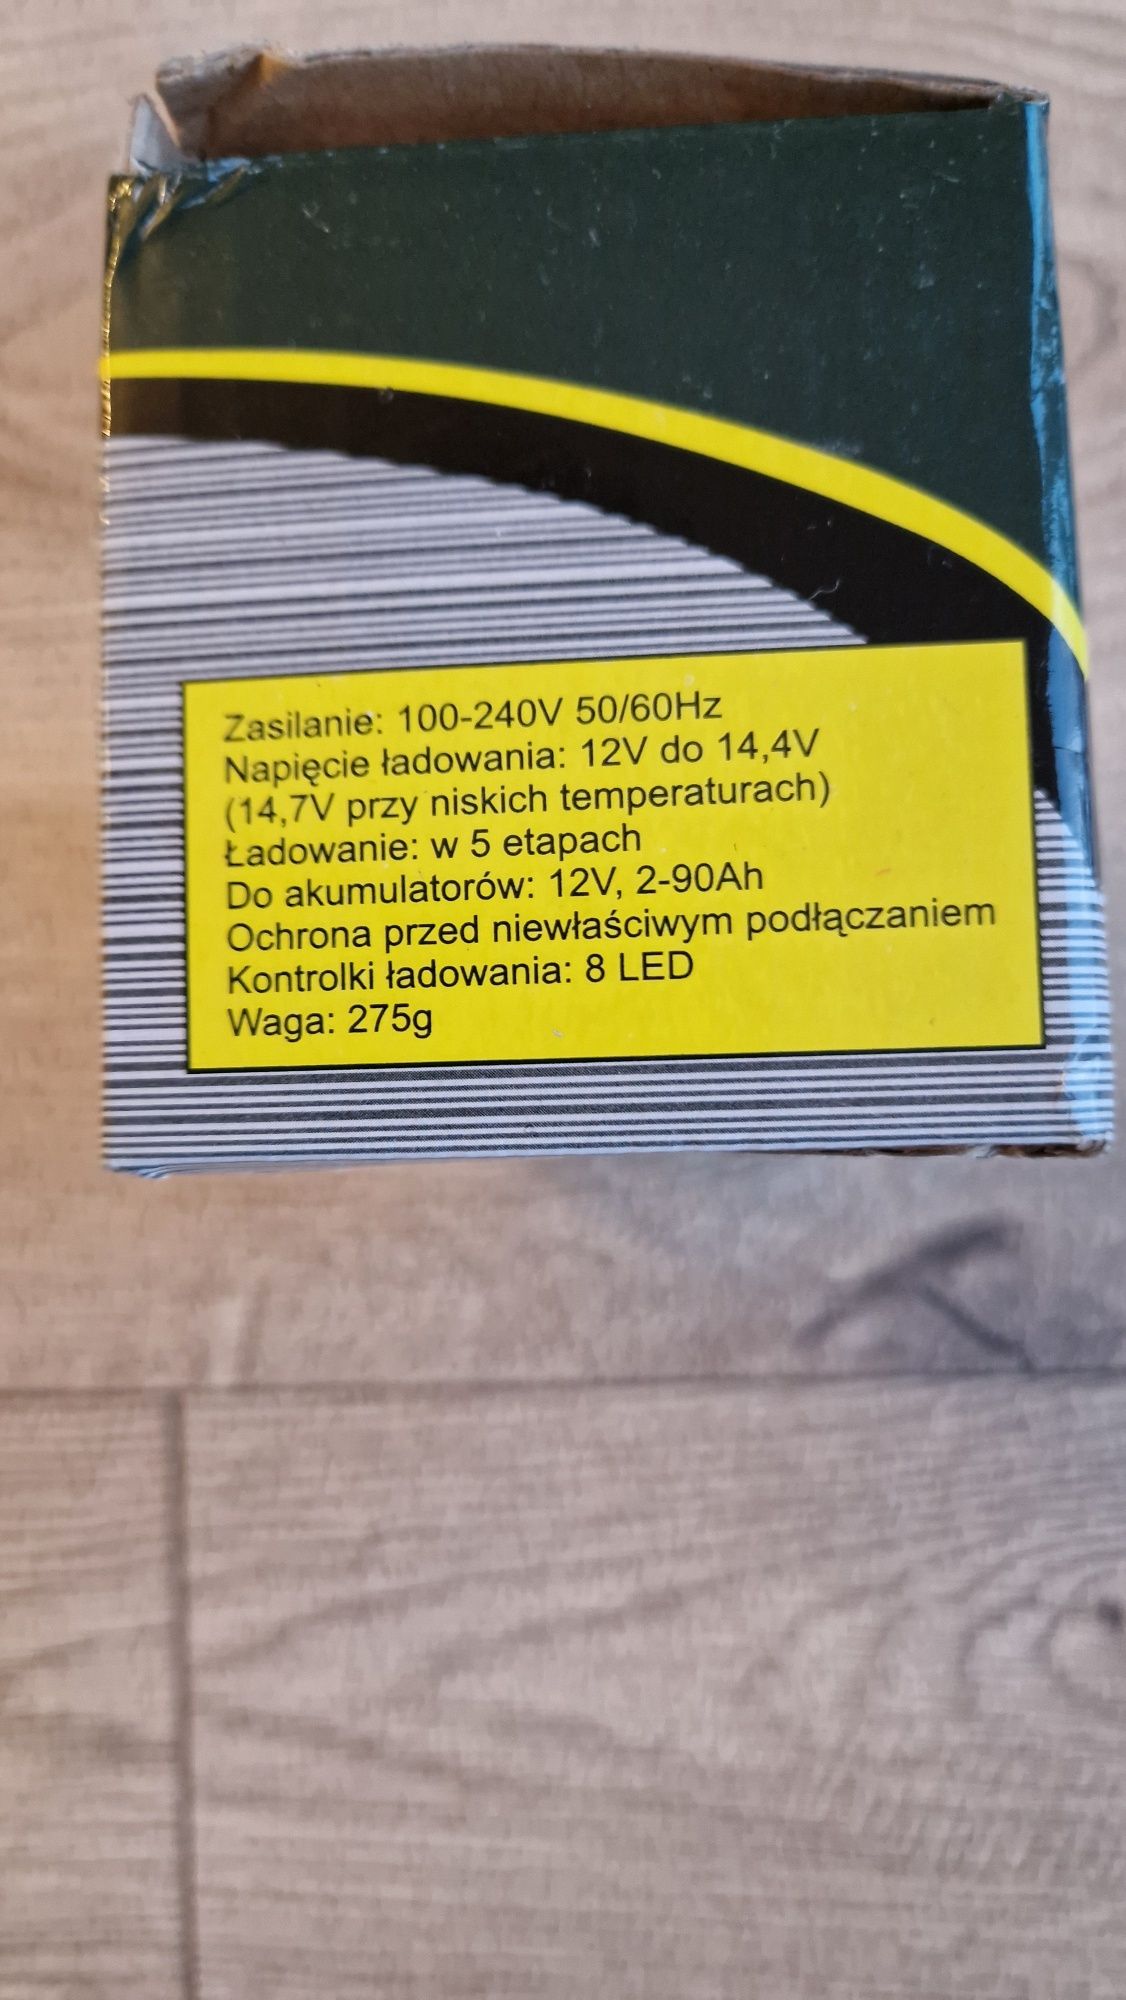 Zasilanie: 100-240V 50/60Hz
Napięcie ładowania: 12V do 14,4V
(14,7V przy niskich temperaturach)
Ładowanie: w 5 etapach
Do akumulatorów: 12V, 2-90Ah
Ochrona przed niewłaściwym podłączaniem
Kontrolki ładowania: 8 LED
Waga: 275g